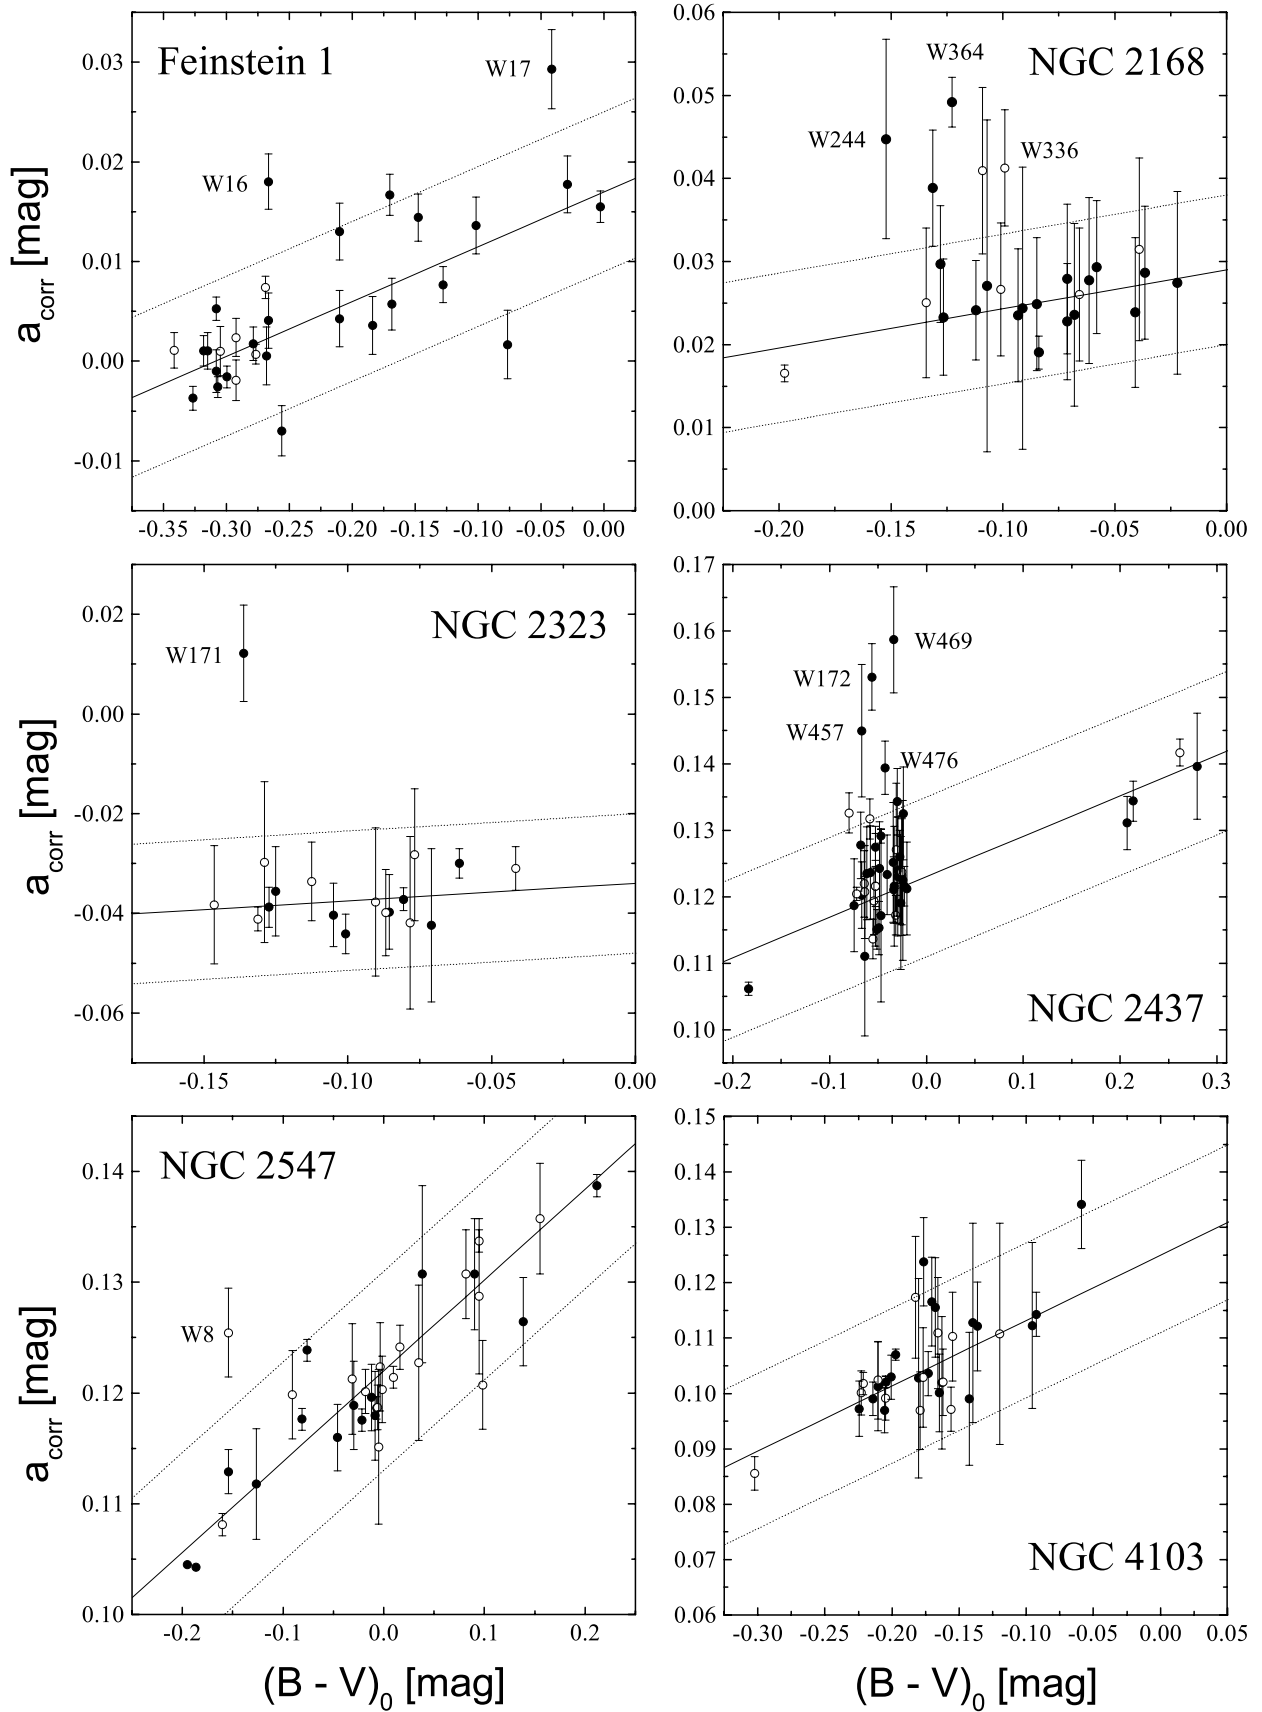 Feinstein 1
W17
W16
0.03
0.02
0.01
0.00
-0.01
a_corr [mag]
-0.35 -0.30 -0.25 -0.20 -0.15 -0.10 -0.05 0.00
NGC 2168
W364
W244
W336
0.06
0.05
0.04
0.03
0.02
0.01
0.00
-0.20 -0.15 -0.10 -0.05 0.00
NGC 2323
W171
0.02
0.00
-0.02
-0.04
-0.06
a_corr [mag]
-0.15 -0.10 -0.05 0.00
NGC 2437
W469
W172
W457
W476
0.17
0.16
0.15
0.14
0.13
0.12
0.11
0.10
-0.2 -0.1 0.0 0.1 0.2 0.3
NGC 2547
W8
0.14
0.13
0.12
0.11
0.10
a_corr [mag]
-0.2 -0.1 0.0 0.1 0.2
(B - V)_0 [mag]
NGC 4103
0.15
0.14
0.13
0.12
0.11
0.10
0.09
0.08
0.07
0.06
-0.30 -0.25 -0.20 -0.15 -0.10 -0.05 0.00 0.05
(B - V)_0 [mag]